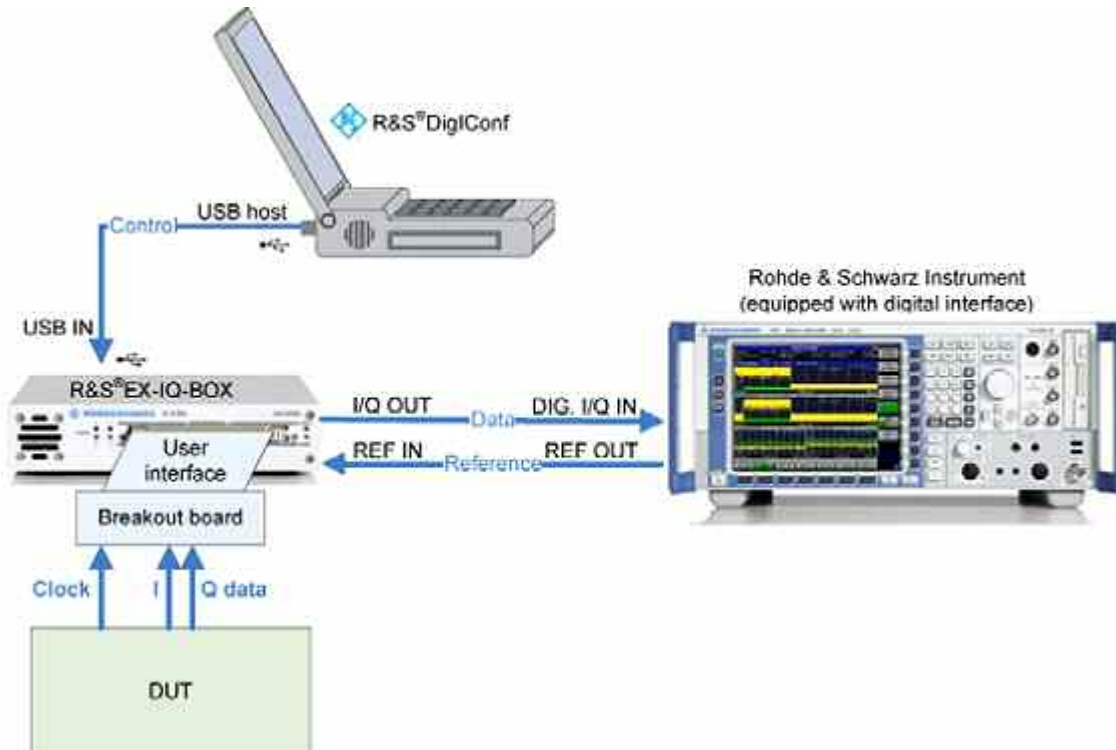 R&S®DigIConf
USB host
Control
Rohde & Schwarz Instrument
(equipped with digital interface)
USB IN
R&S®EX-IQ-BOX
I/Q OUT
Data
DIG. I/Q IN
User
interface
REF IN
Reference
REF OUT
Breakout board
Clock
I
Q data
DUT